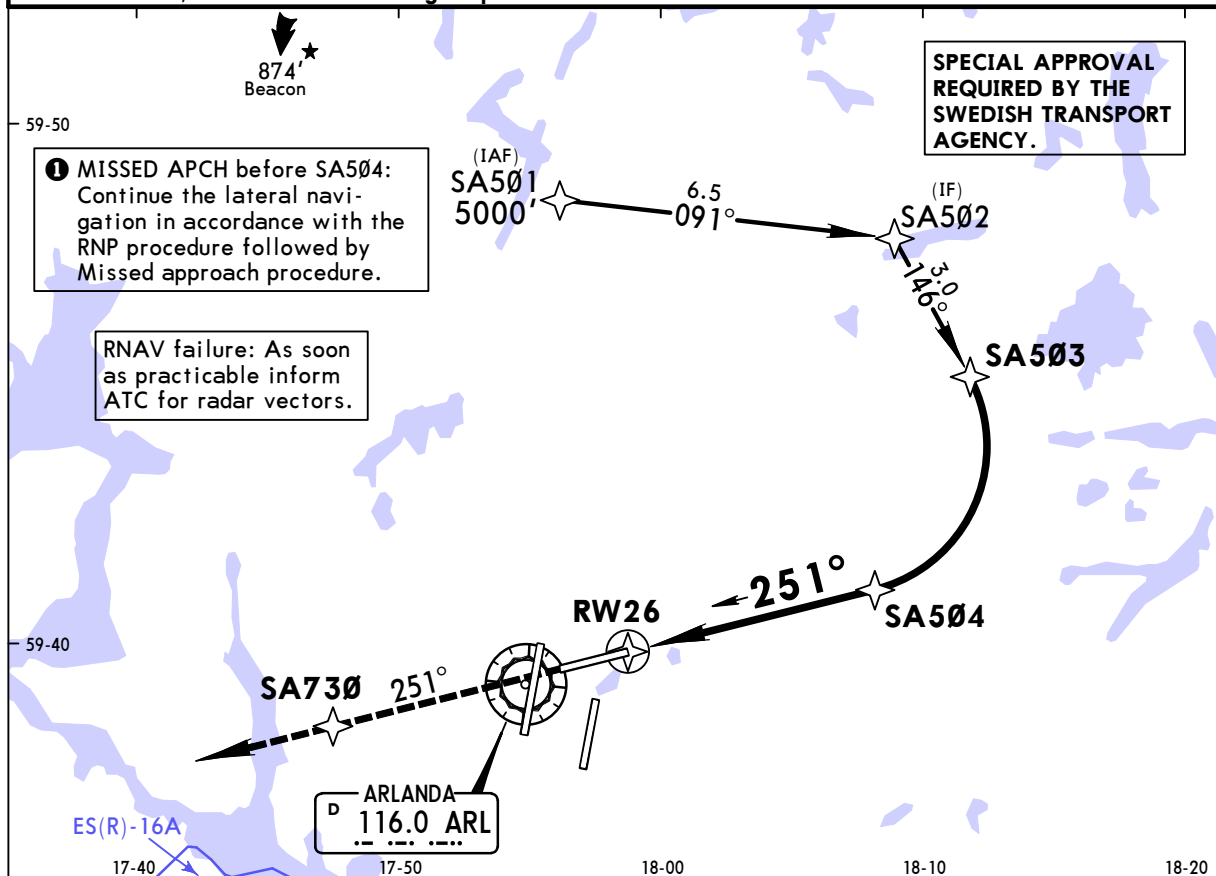 874'
Beacon
SPECIAL APPROVAL
REQUIRED BY THE
SWEDISH TRANSPORT
AGENCY.
59-50
❶ MISSED APCH before SA5Ø4:
Continue the lateral navi-
gation in accordance with the
RNP procedure followed by
Missed approach procedure.
(IAF)
SA5Ø1
5000'
6.5
091°
(IF)
SA5Ø2
3.0
146°
RNAV failure: As soon
as practicable inform
ATC for radar vectors.
SA5Ø3
251°
RW26
SA5Ø4
59-40
SA73Ø
251°
ARLANDA
D 116.0 ARL
ES(R)-16A
17-40
17-50
18-00
18-10
18-20